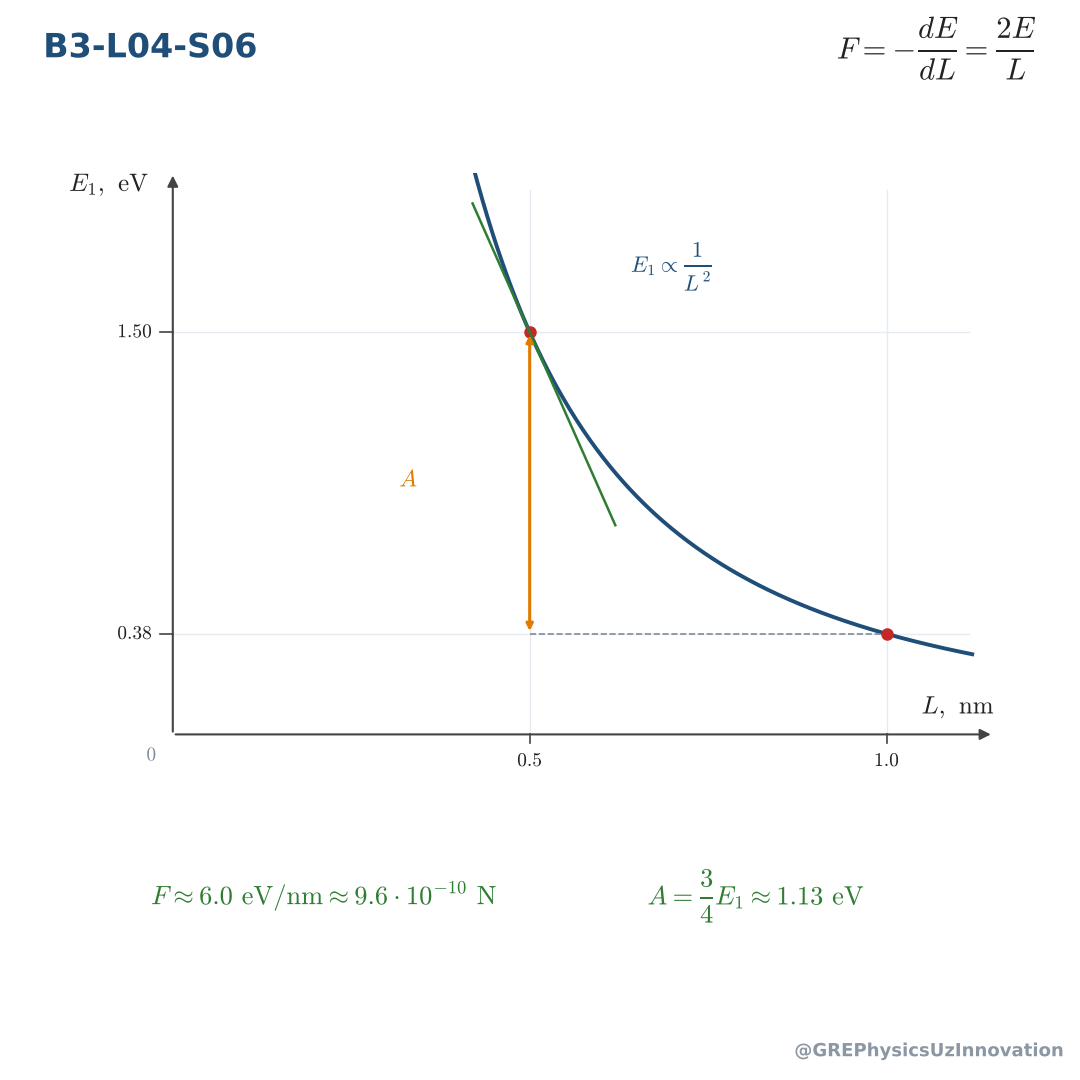 B3-L04-S06
F = −dE/dL = 2E/L
E₁, eV
E₁ ∝ 1/L²
1.50
A
0.38
L, nm
0
0.5
1.0
F ≈ 6.0 eV/nm ≈ 9.6 · 10⁻¹⁰ N
A = 3/4 E₁ ≈ 1.13 eV
@GREPhysicsUzInnovation